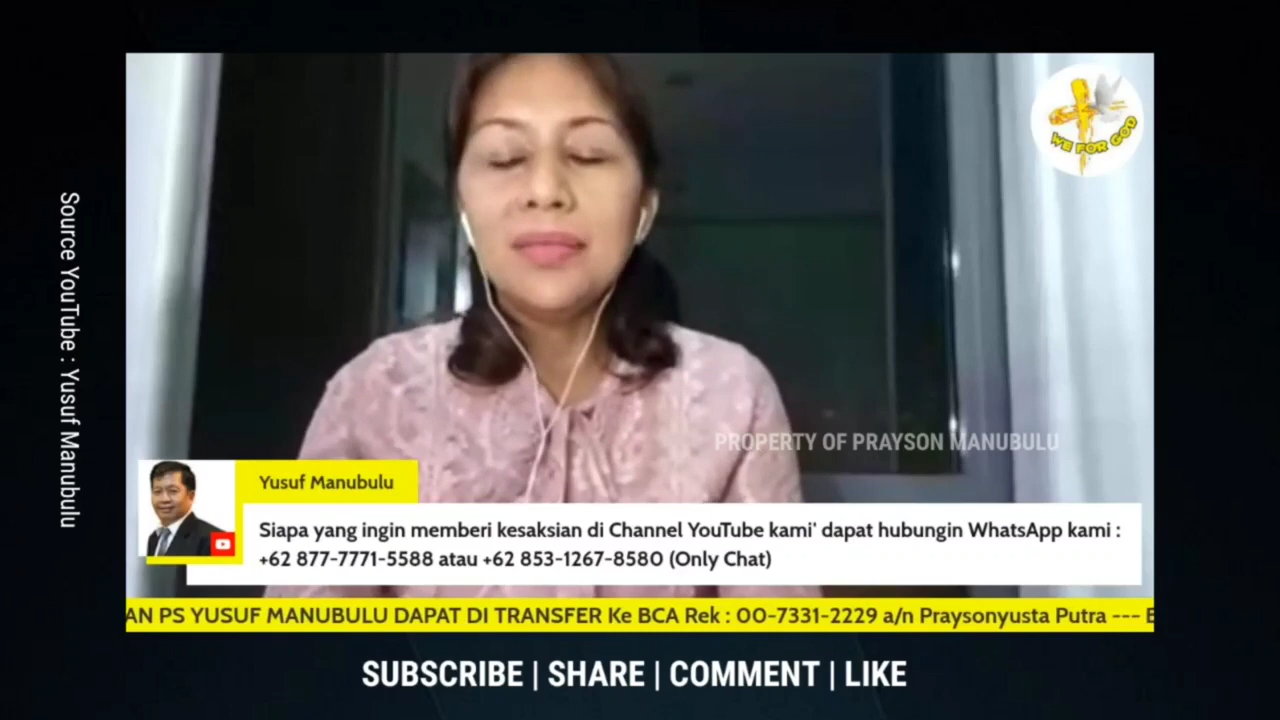 WE FOR GOD
Source YouTube : Yusuf Manubulu
PROPERTY OF PRAYSON MANUBULU
Yusuf Manubulu
Siapa yang ingin memberi kesaksian di Channel YouTube kami' dapat hubungin WhatsApp kami :
+62 877-7771-5588 atau +62 853-1267-8580 (Only Chat)
AN PS YUSUF MANUBULU DAPAT DI TRANSFER Ke BCA Rek : 00-7331-2229 a/n Praysonyusta Putra --- E
SUBSCRIBE | SHARE | COMMENT | LIKE